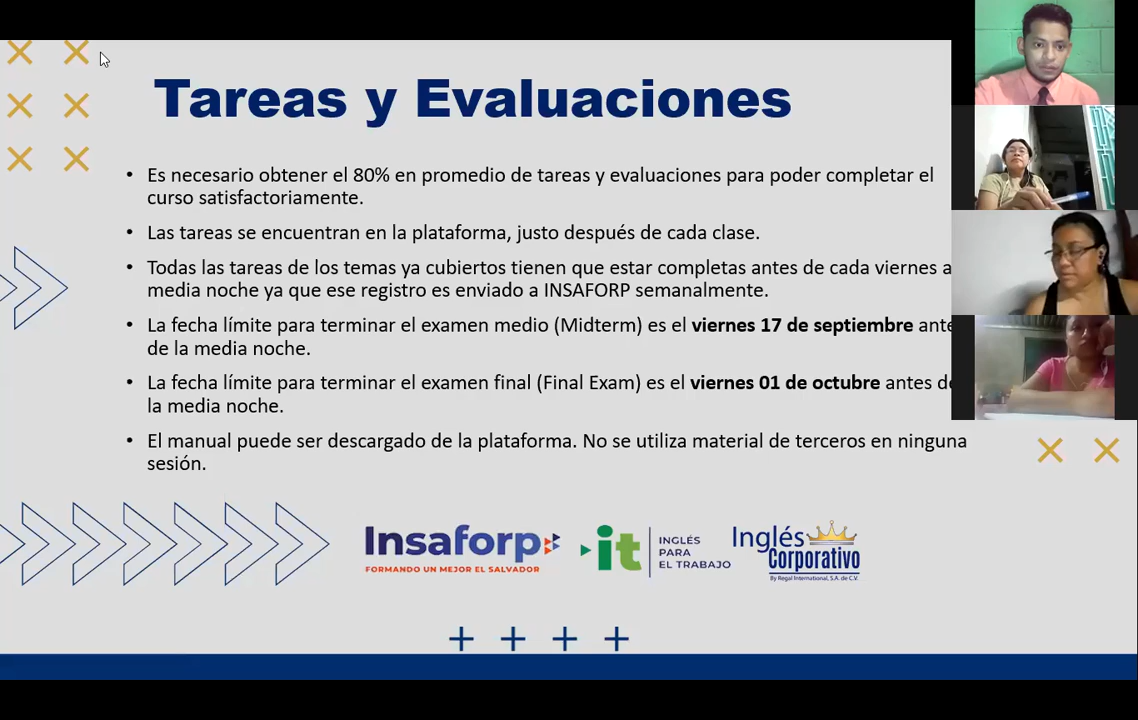 Tareas y Evaluaciones
• Es necesario obtener el 80% en promedio de tareas y evaluaciones para poder completar el
curso satisfactoriamente.
• Las tareas se encuentran en la plataforma, justo después de cada clase.
• Todas las tareas de los temas ya cubiertos tienen que estar completas antes de cada viernes a
media noche ya que ese registro es enviado a INSAFORP semanalmente.
• La fecha límite para terminar el examen medio (Midterm) es el viernes 17 de septiembre ante
de la media noche.
• La fecha límite para terminar el examen final (Final Exam) es el viernes 01 de octubre antes de
la media noche.
• El manual puede ser descargado de la plataforma. No se utiliza material de terceros en ninguna
sesión.
Insaforp
FORMANDO UN MEJOR EL SALVADOR
it
INGLÉS
PARA
EL TRABAJO
Inglés
Corporativo
By Regal International, S.A. de C.V.